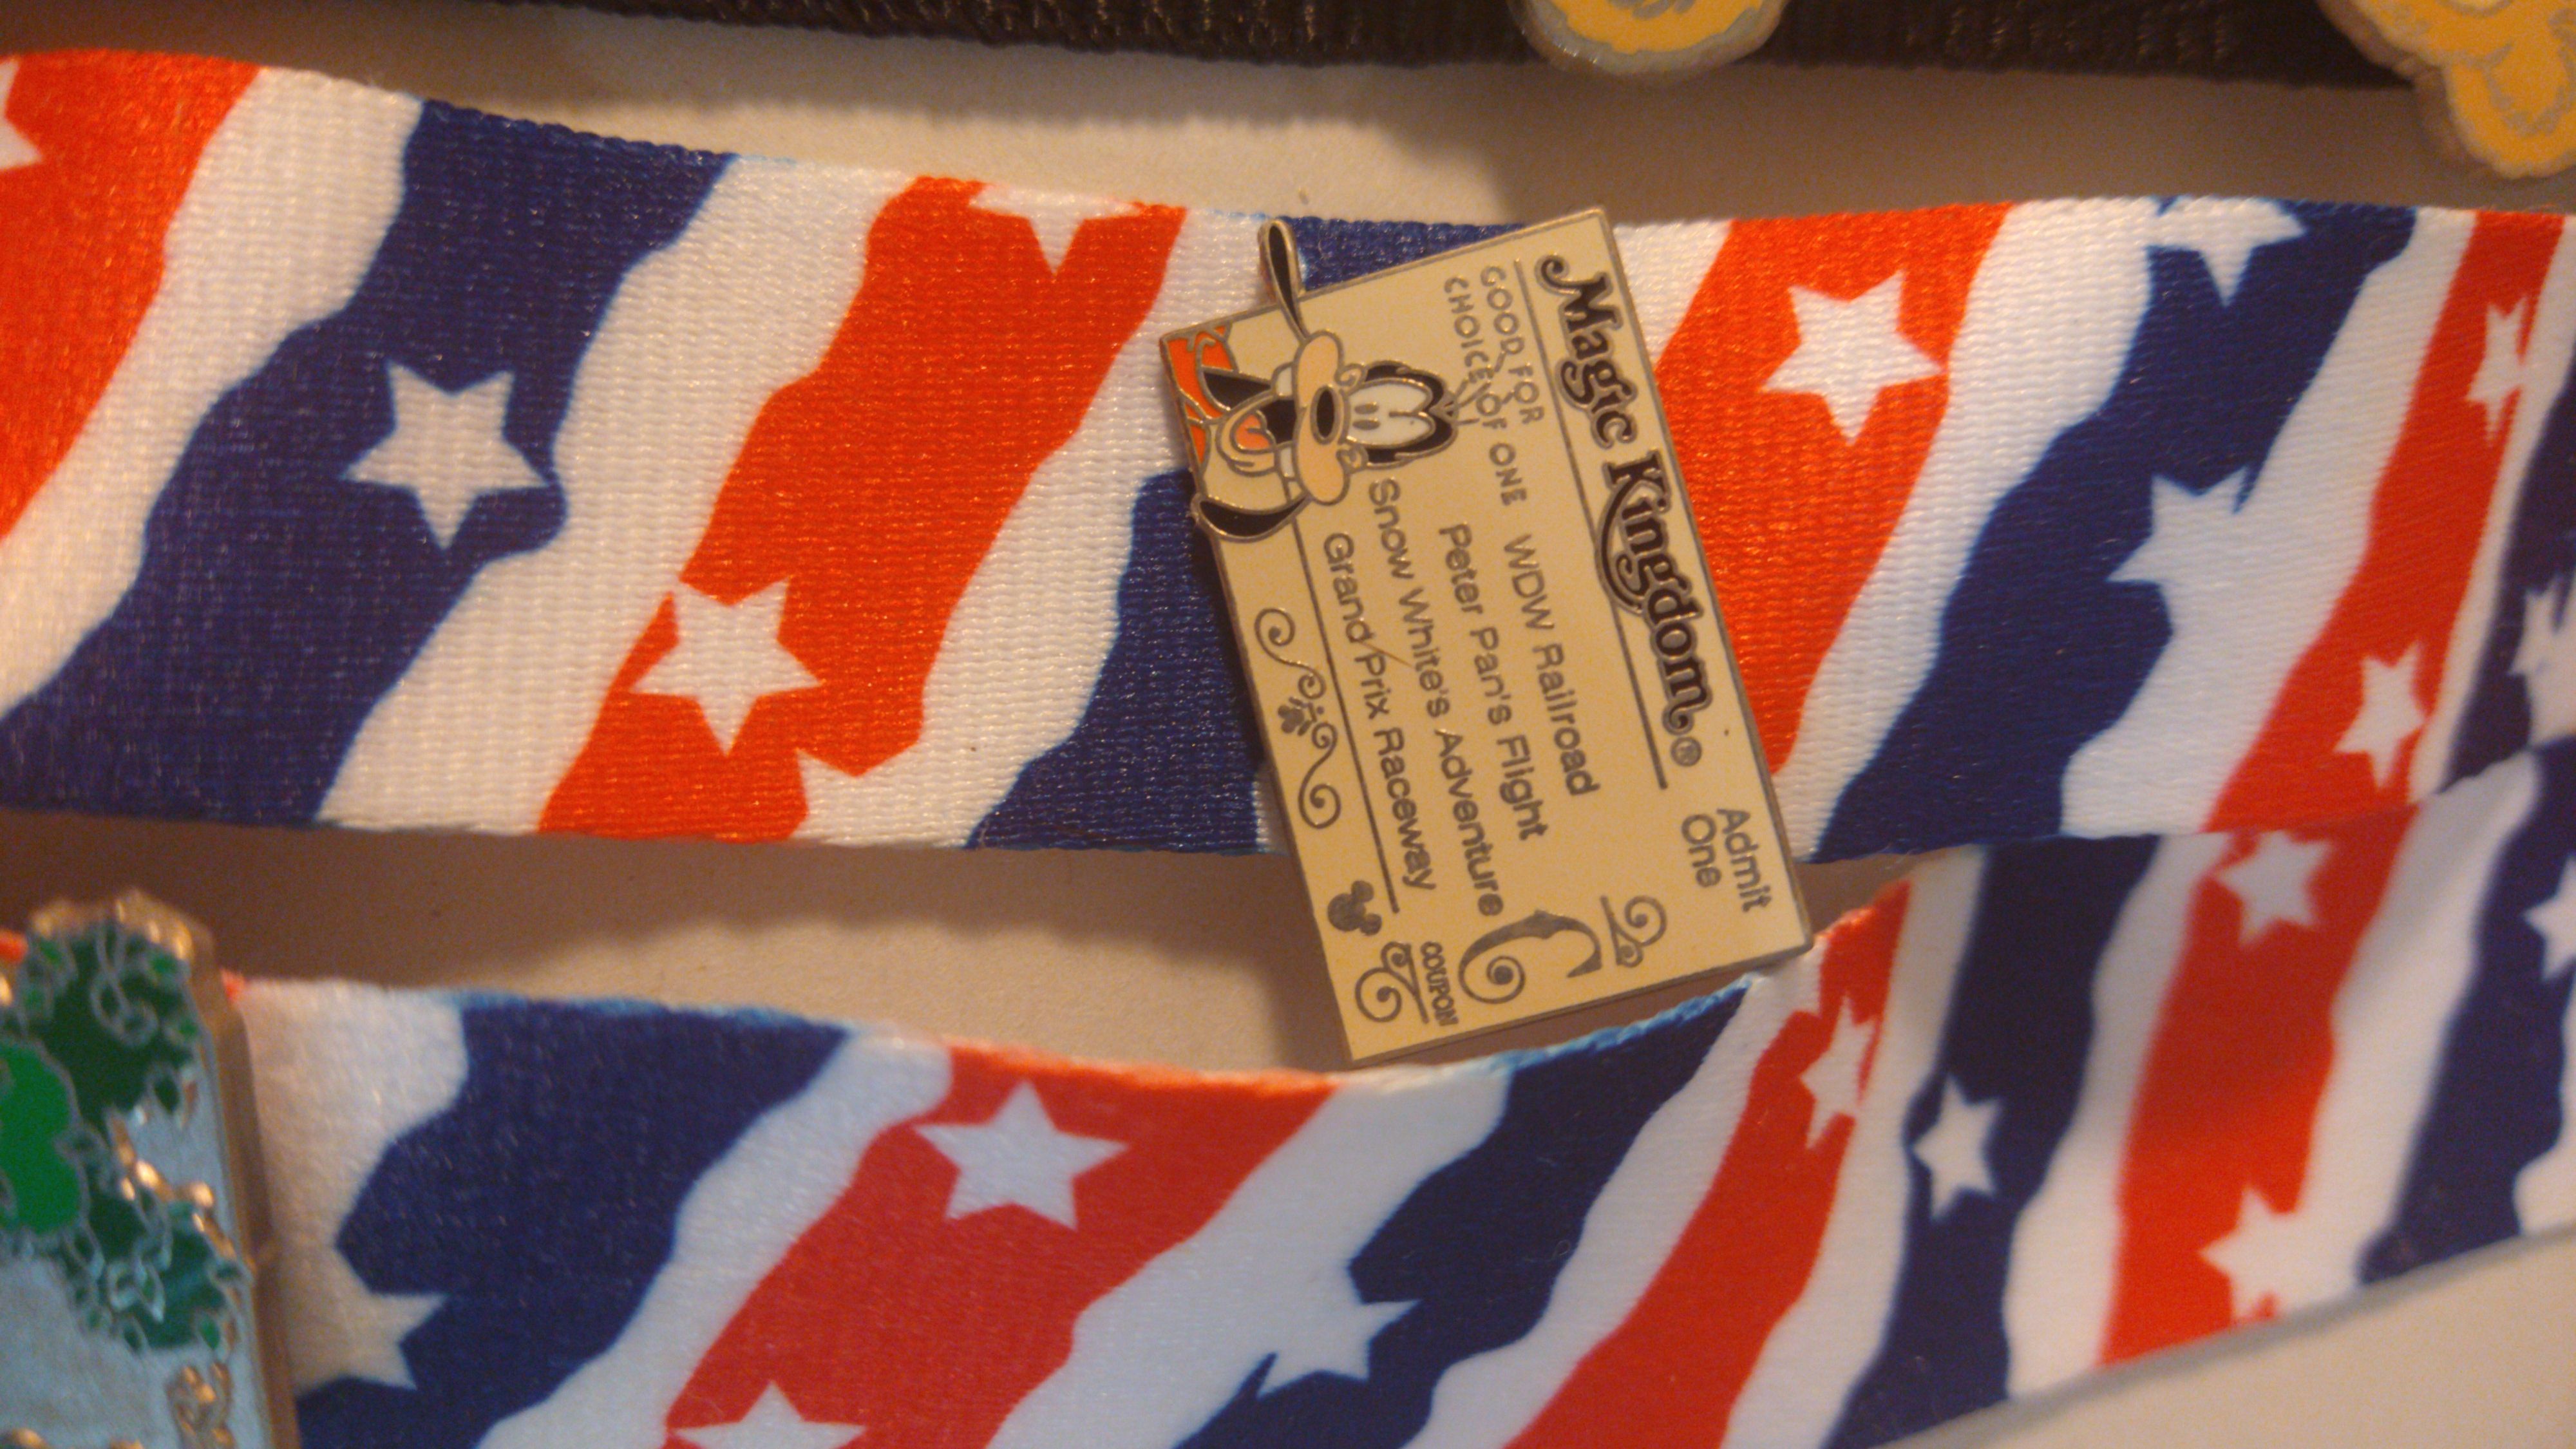 Magic Kingdom®
Admit
One
GOOD FOR
CHOICE OF ONE
WDW Railroad
Peter Pan's Flight
Snow White's Adventure
Grand Prix Raceway
C
COUPON